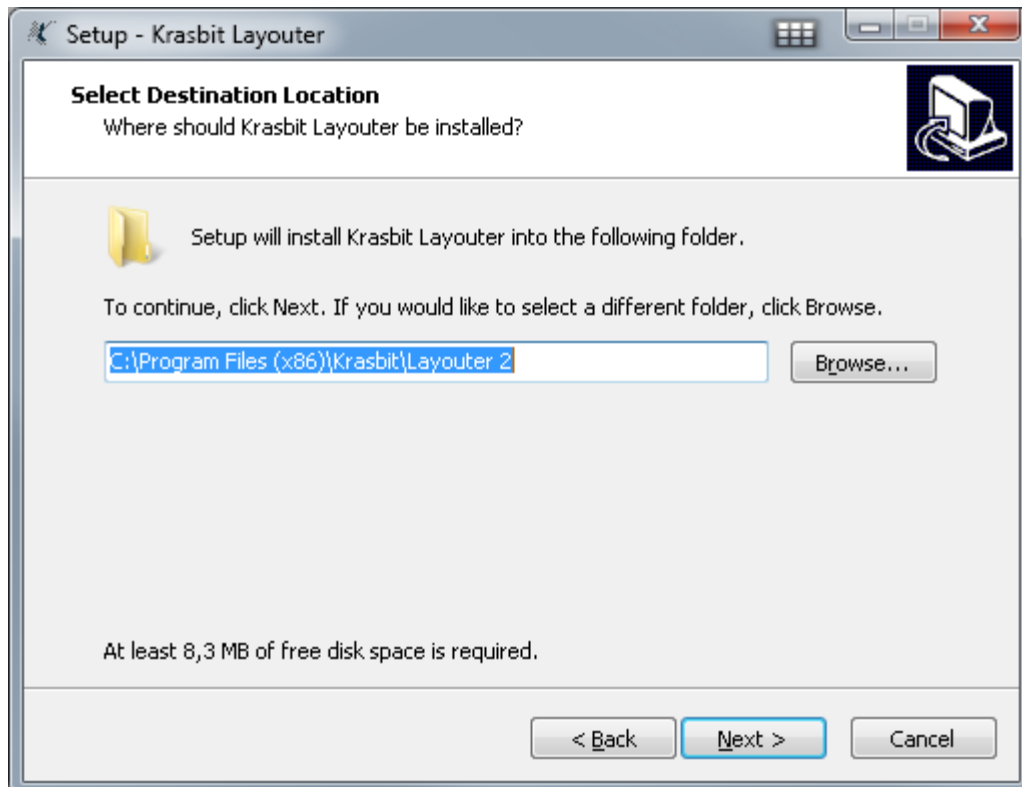 Setup - Krasbit Layouter
Select Destination Location
Where should Krasbit Layouter be installed?
Setup will install Krasbit Layouter into the following folder.
To continue, click Next. If you would like to select a different folder, click Browse.
C:\Program Files (x86)\Krasbit\Layouter 2
Browse...
At least 8,3 MB of free disk space is required.
< Back
Next >
Cancel